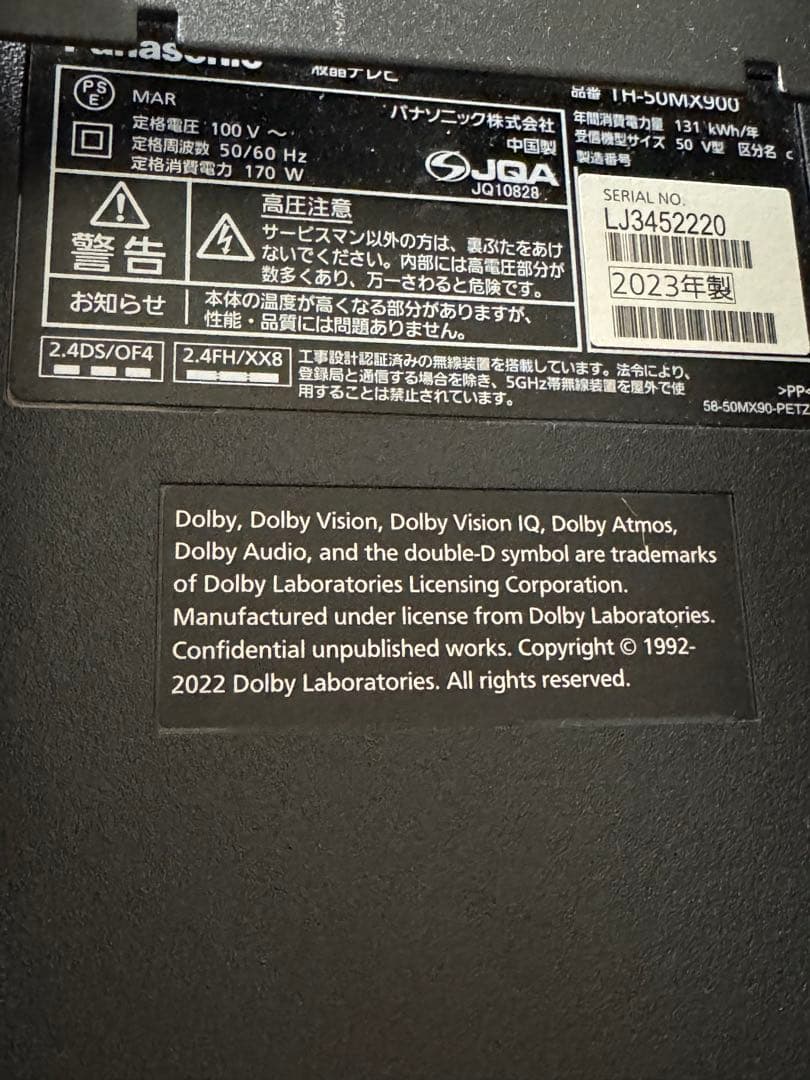 Panasonic
液晶テレビ
品番 TH-50MX900
PS
E
MAR
定格電圧 100 V ～
定格周波数 50/60 Hz
定格消費電力 170 W
パナソニック株式会社
中国製
JQA
JQ10828
年間消費電力量 131 kWh/年
受信機型サイズ 50 V型 区分名 C
製造番号
SERIAL NO.
LJ3452220
2023年製
警告
高圧注意
サービスマン以外の方は、裏ぶたをあけ
ないでください。内部には高電圧部分が
数多くあり、万一さわると危険です。
お知らせ
本体の温度が高くなる部分がありますが、
性能・品質には問題ありません。
2.4DS/OF4
2.4FH/XX8
工事設計認証済みの無線装置を搭載しています。法令により、
登録局と通信する場合を除き、5GHz帯無線装置を屋外で使
用することは禁止されています。
>PP<
58-50MX90-PETZ
Dolby, Dolby Vision, Dolby Vision IQ, Dolby Atmos,
Dolby Audio, and the double-D symbol are trademarks
of Dolby Laboratories Licensing Corporation.
Manufactured under license from Dolby Laboratories.
Confidential unpublished works. Copyright © 1992-
2022 Dolby Laboratories. All rights reserved.